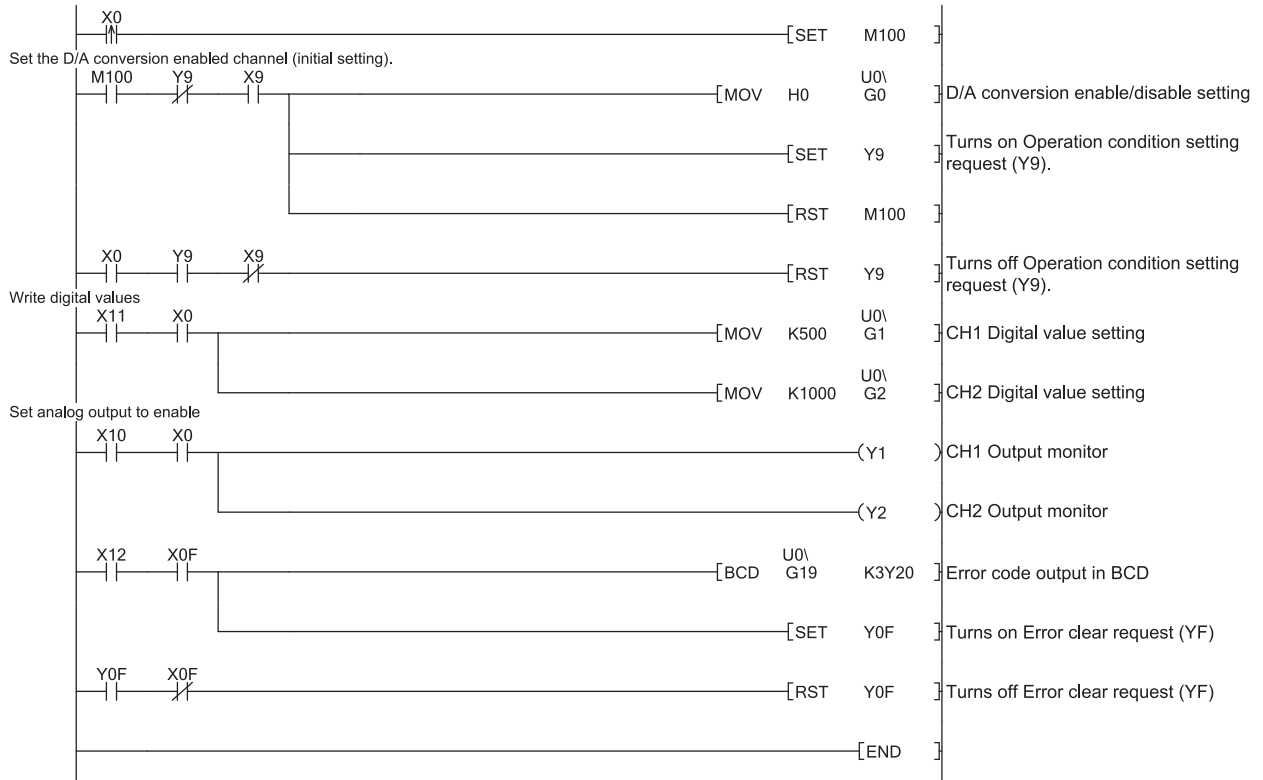 X0
[SET M100 ]
Set the D/A conversion enabled channel (initial setting).
M100 Y9 X9
U0\
[MOV H0 G0 ] D/A conversion enable/disable setting
[SET Y9 ] Turns on Operation condition setting
request (Y9).
[RST M100 ]
X0 Y9 X9
[RST Y9 ] Turns off Operation condition setting
request (Y9).
Write digital values
X11 X0
U0\
[MOV K500 G1 ] CH1 Digital value setting
U0\
[MOV K1000 G2 ] CH2 Digital value setting
Set analog output to enable
X10 X0
(Y1 ) CH1 Output monitor
(Y2 ) CH2 Output monitor
X12 X0F
U0\
[BCD G19 K3Y20 ] Error code output in BCD
[SET Y0F ] Turns on Error clear request (YF)
Y0F X0F
[RST Y0F ] Turns off Error clear request (YF)
[END ]